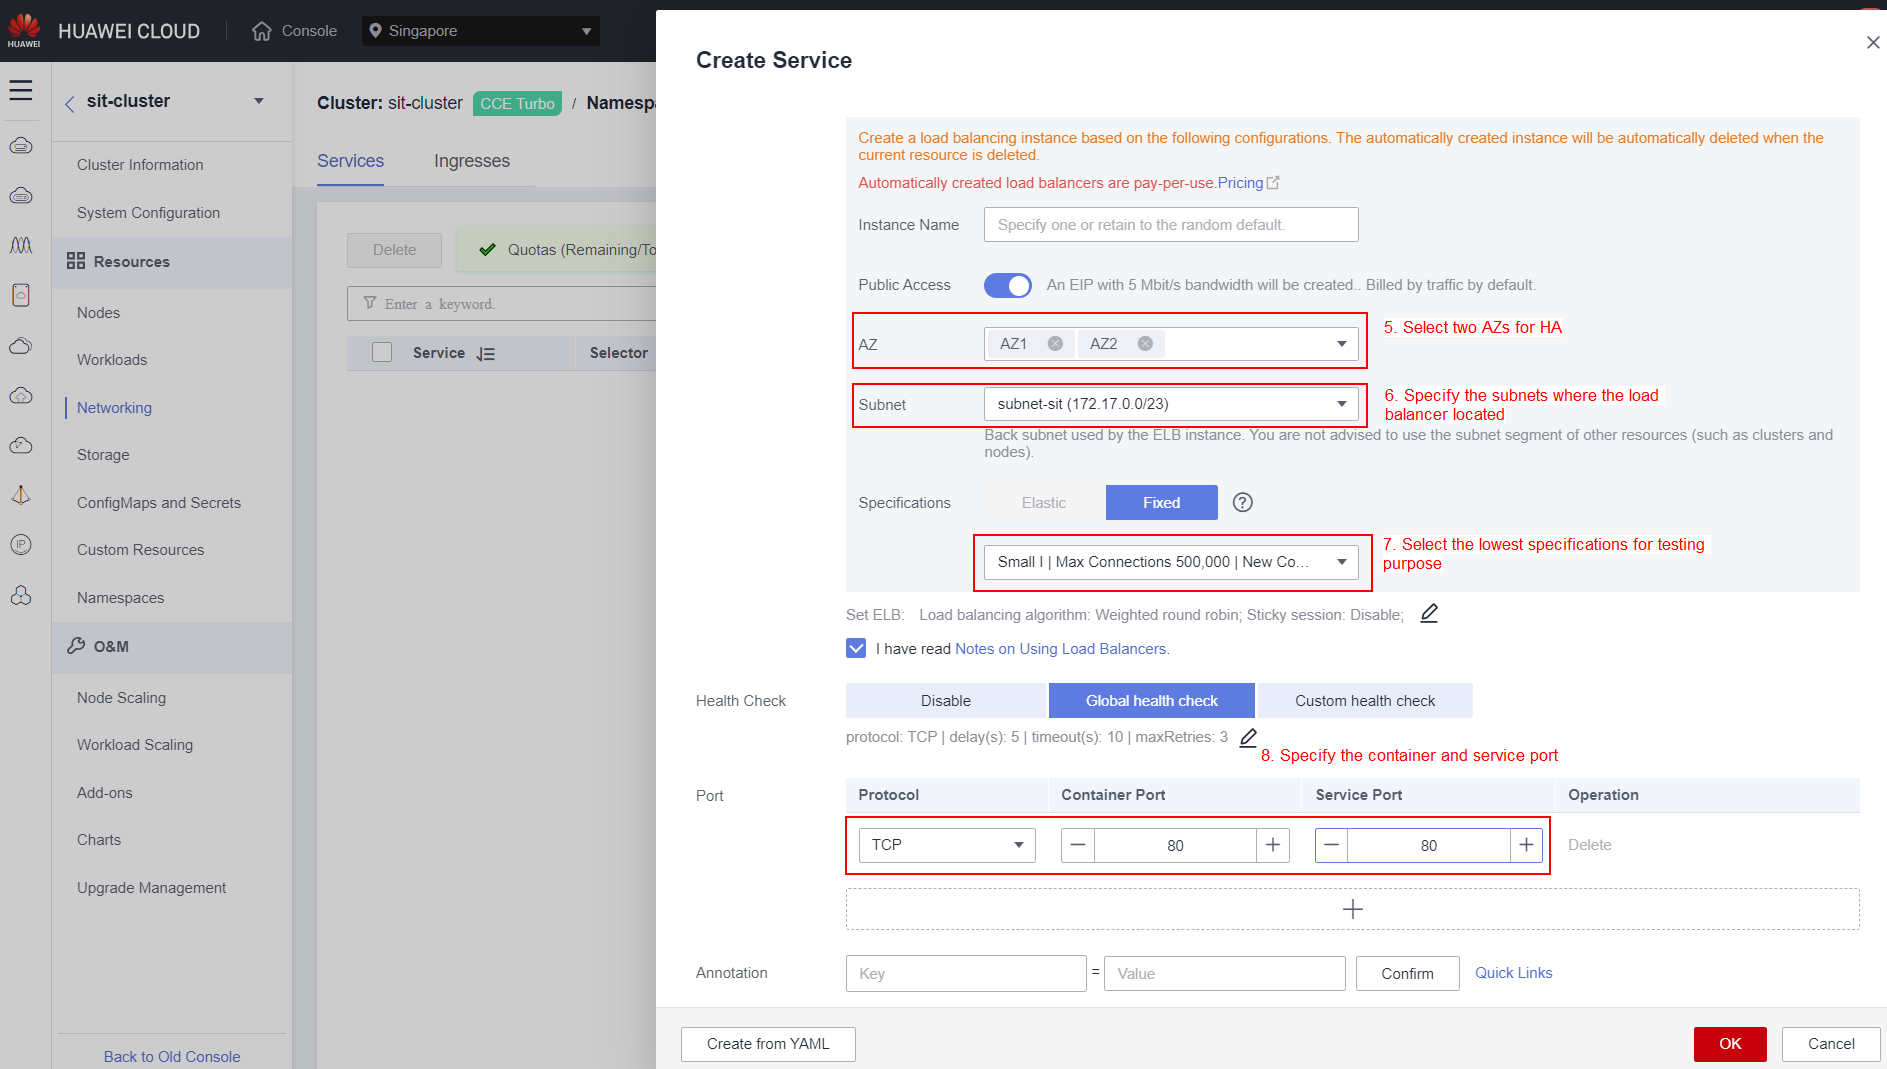 HUAWEI
HUAWEI CLOUD
Console
Singapore
sit-cluster
Cluster Information
System Configuration
Resources
Nodes
Workloads
Networking
Storage
ConfigMaps and Secrets
Custom Resources
Namespaces
O&M
Node Scaling
Workload Scaling
Add-ons
Charts
Upgrade Management
Back to Old Console
IP
Cluster: sit-cluster CCE Turbo / Namespa
Services Ingresses
Delete
Quotas (Remaining/To
Enter a keyword.
Service Selector
Create Service
Create a load balancing instance based on the following configurations. The automatically created instance will be automatically deleted when the
current resource is deleted.
Automatically created load balancers are pay-per-use.Pricing
Instance Name Specify one or retain to the random default.
Public Access An EIP with 5 Mbit/s bandwidth will be created.. Billed by traffic by default.
AZ AZ1 AZ2
5. Select two AZs for HA
Subnet subnet-sit (172.17.0.0/23)
6. Specify the subnets where the load
balancer located
Back subnet used by the ELB instance. You are not advised to use the subnet segment of other resources (such as clusters and
nodes).
Specifications Elastic Fixed ?
Small I | Max Connections 500,000 | New Co...
7. Select the lowest specifications for testing
purpose
Set ELB: Load balancing algorithm: Weighted round robin; Sticky session: Disable;
I have read Notes on Using Load Balancers.
Health Check Disable Global health check Custom health check
protocol: TCP | delay(s): 5 | timeout(s): 10 | maxRetries: 3
8. Specify the container and service port
Port Protocol Container Port Service Port Operation
TCP — 80 + — 80 + Delete
+
Annotation Key = Value Confirm Quick Links
Create from YAML OK Cancel